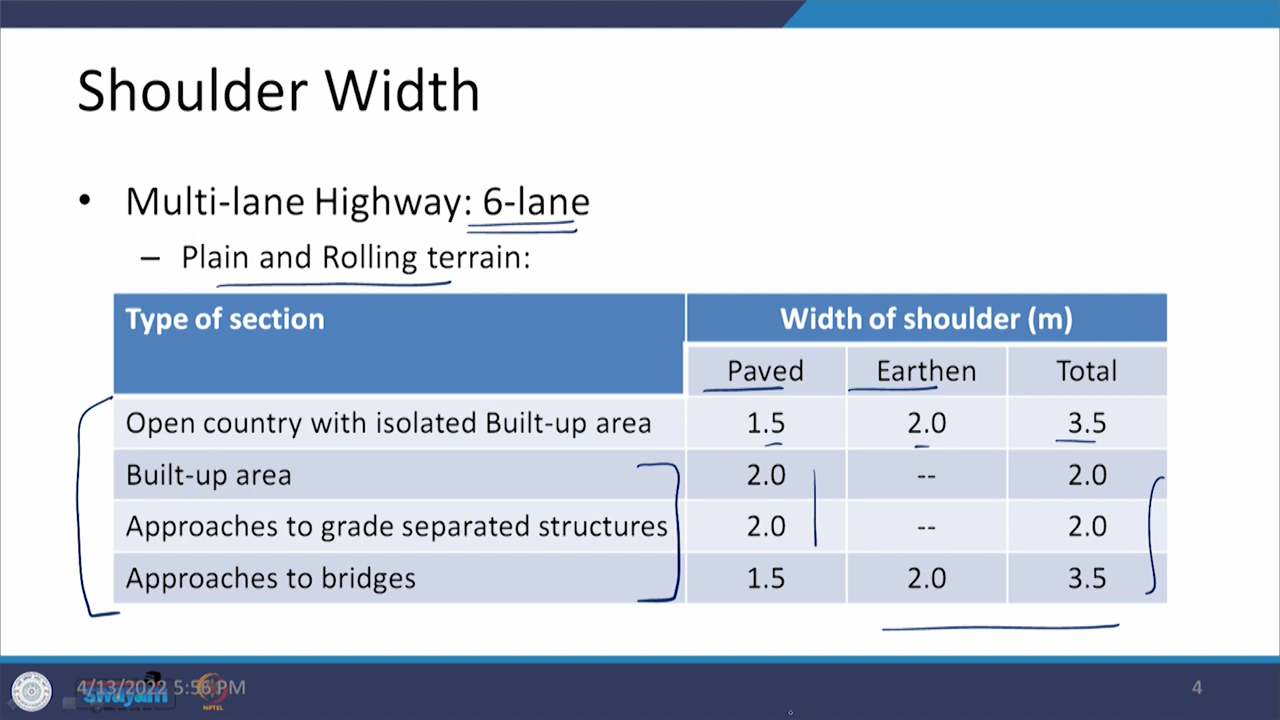 Shoulder Width
• Multi-lane Highway: 6-lane
– Plain and Rolling terrain:
Type of section Width of shoulder (m)
Paved Earthen Total
Open country with isolated Built-up area 1.5 2.0 3.5
Built-up area 2.0 -- 2.0
Approaches to grade separated structures 2.0 -- 2.0
Approaches to bridges 1.5 2.0 3.5
4/13/2022 5:56 PM
swayam
NPTEL
4